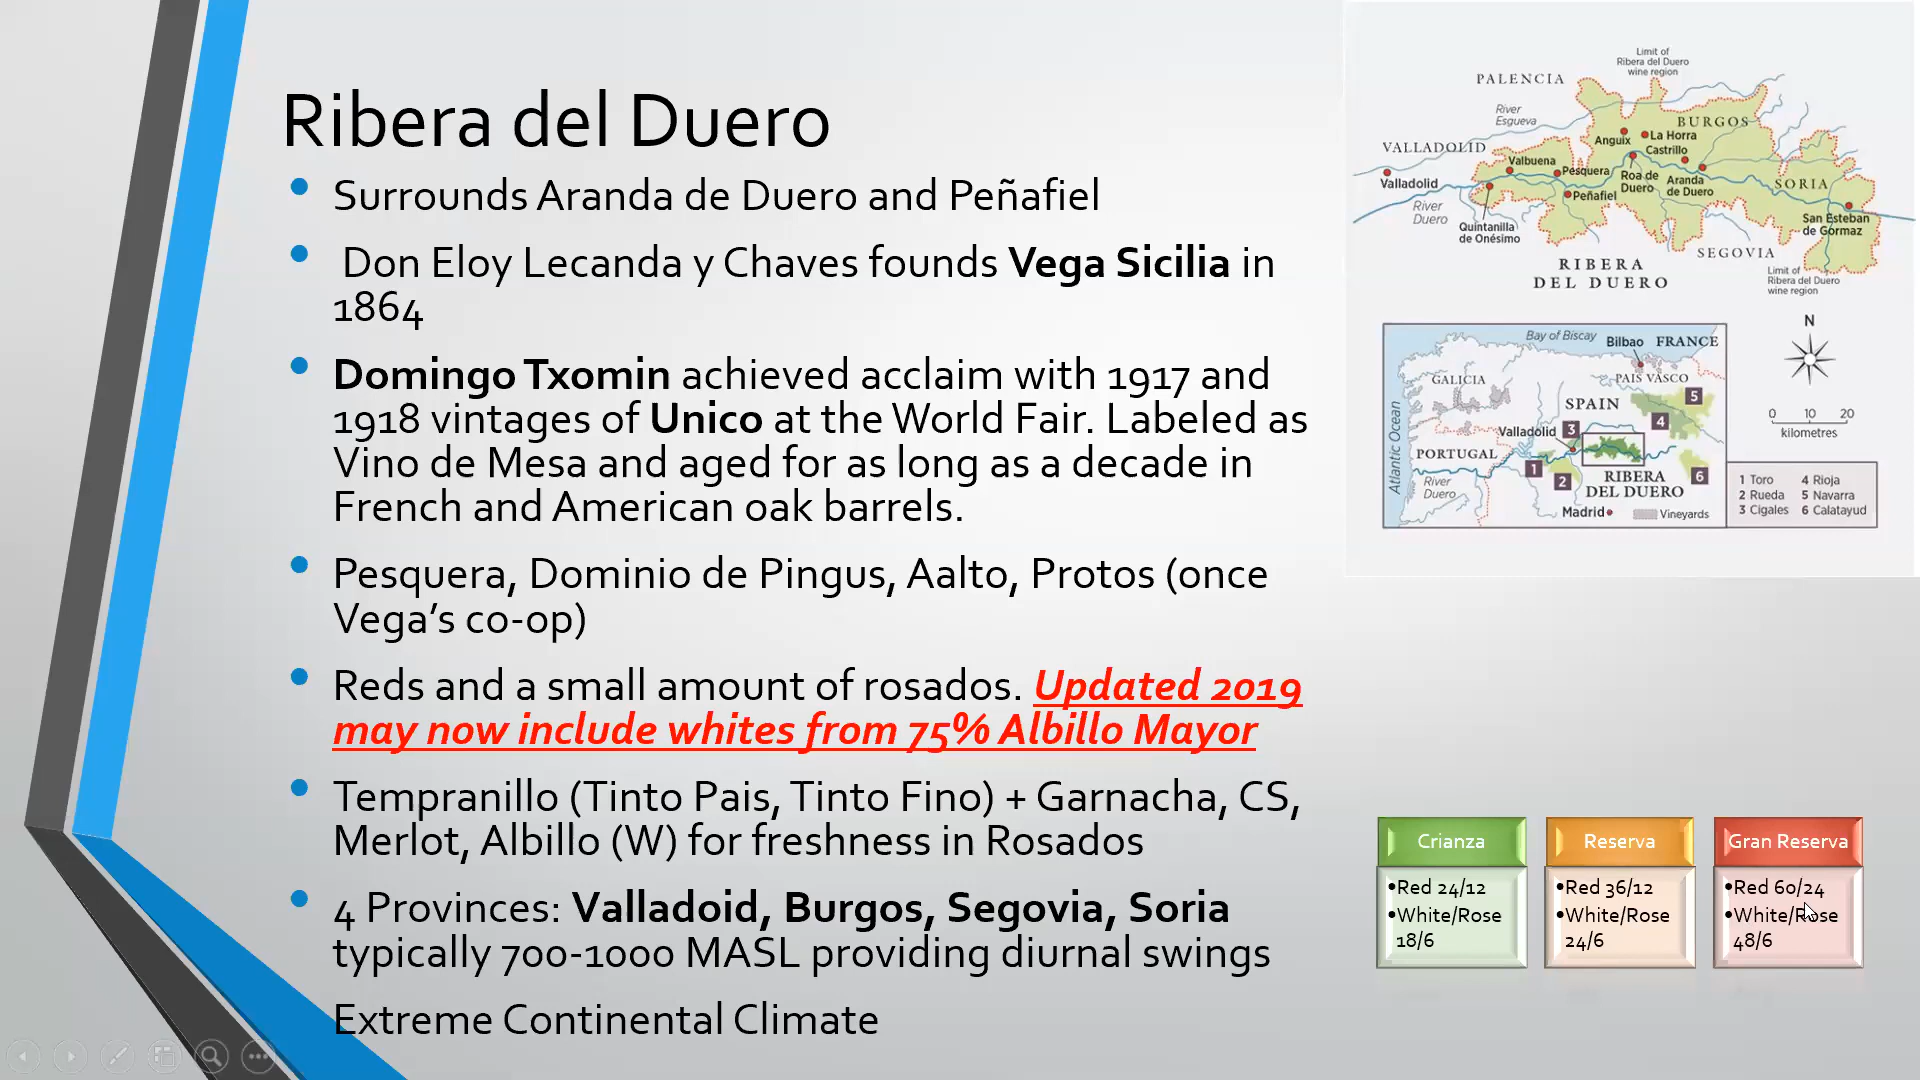 Ribera del Duero
• Surrounds Aranda de Duero and Peñafiel
• Don Eloy Lecanda y Chaves founds Vega Sicilia in
1864
• Domingo Txomin achieved acclaim with 1917 and
1918 vintages of Unico at the World Fair. Labeled as
Vino de Mesa and aged for as long as a decade in
French and American oak barrels.
• Pesquera, Dominio de Pingus, Aalto, Protos (once
Vega’s co-op)
• Reds and a small amount of rosados. Updated 2019
may now include whites from 75% Albillo Mayor
• Tempranillo (Tinto Pais, Tinto Fino) + Garnacha, CS,
Merlot, Albillo (W) for freshness in Rosados
• 4 Provinces: Valladoid, Burgos, Segovia, Soria
typically 700-1000 MASL providing diurnal swings
Extreme Continental Climate
Limit of
Ribera del Duero
wine region
PALENCIA
River
Esgueva
BURGOS
Anguix
La Horra
Castrillo
VALLADOLID
Valbuena
Pesquera
Roa de
Duero
Aranda
de Duero
SORIA
Valladolid
Peñafiel
River
Duero
Quintanilla
de Onésimo
San Esteban
de Gormaz
SEGOVIA
RIBERA
DEL DUERO
Limit of
Ribera del Duero
wine region
N
Bay of Biscay
Bilbao
FRANCE
GALICIA
PAIS VASCO
SPAIN
5
4
Atlantic Ocean
Valladolid
3
PORTUGAL
1
2
RIBERA
DEL DUERO
6
River
Duero
Madrid
Vineyards
0 10 20
kilometres
1 Toro 4 Rioja
2 Rueda 5 Navarra
3 Cigales 6 Calatayud
Crianza
•Red 24/12
•White/Rose
18/6
Reserva
•Red 36/12
•White/Rose
24/6
Gran Reserva
•Red 60/24
•White/Rose
48/6